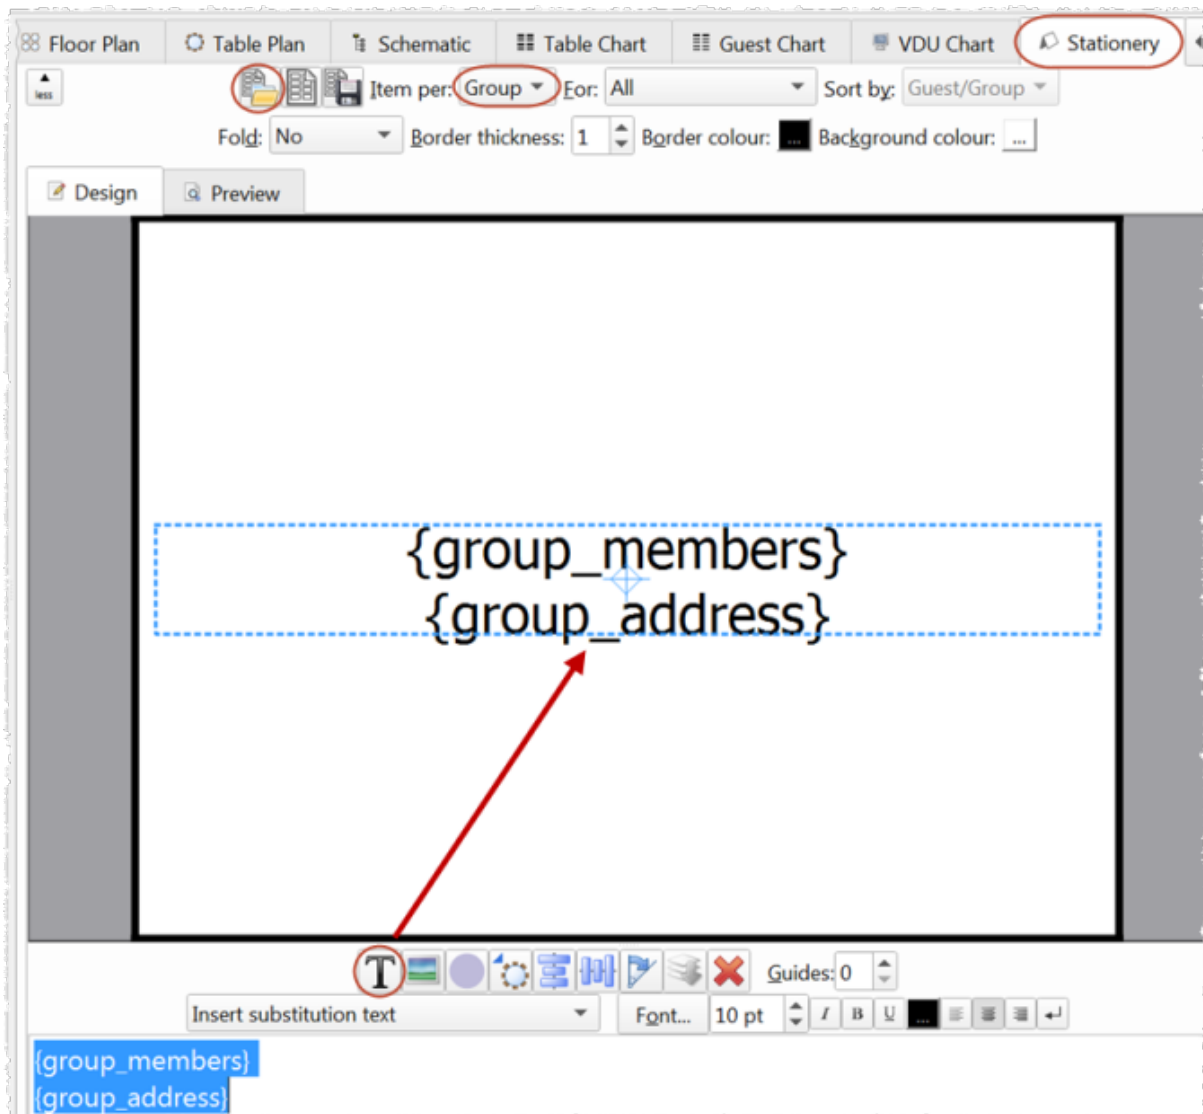 Floor Plan Table Plan Schematic Table Chart Guest Chart VDU Chart Stationery
less Item per: Group For: All Sort by: Guest/Group
Fold: No Border thickness: 1 Border colour: ... Background colour: ...
Design Preview
{group_members}
{group_address}
T Guides: 0
Insert substitution text Font... 10 pt I B U ...
{group_members}
{group_address}